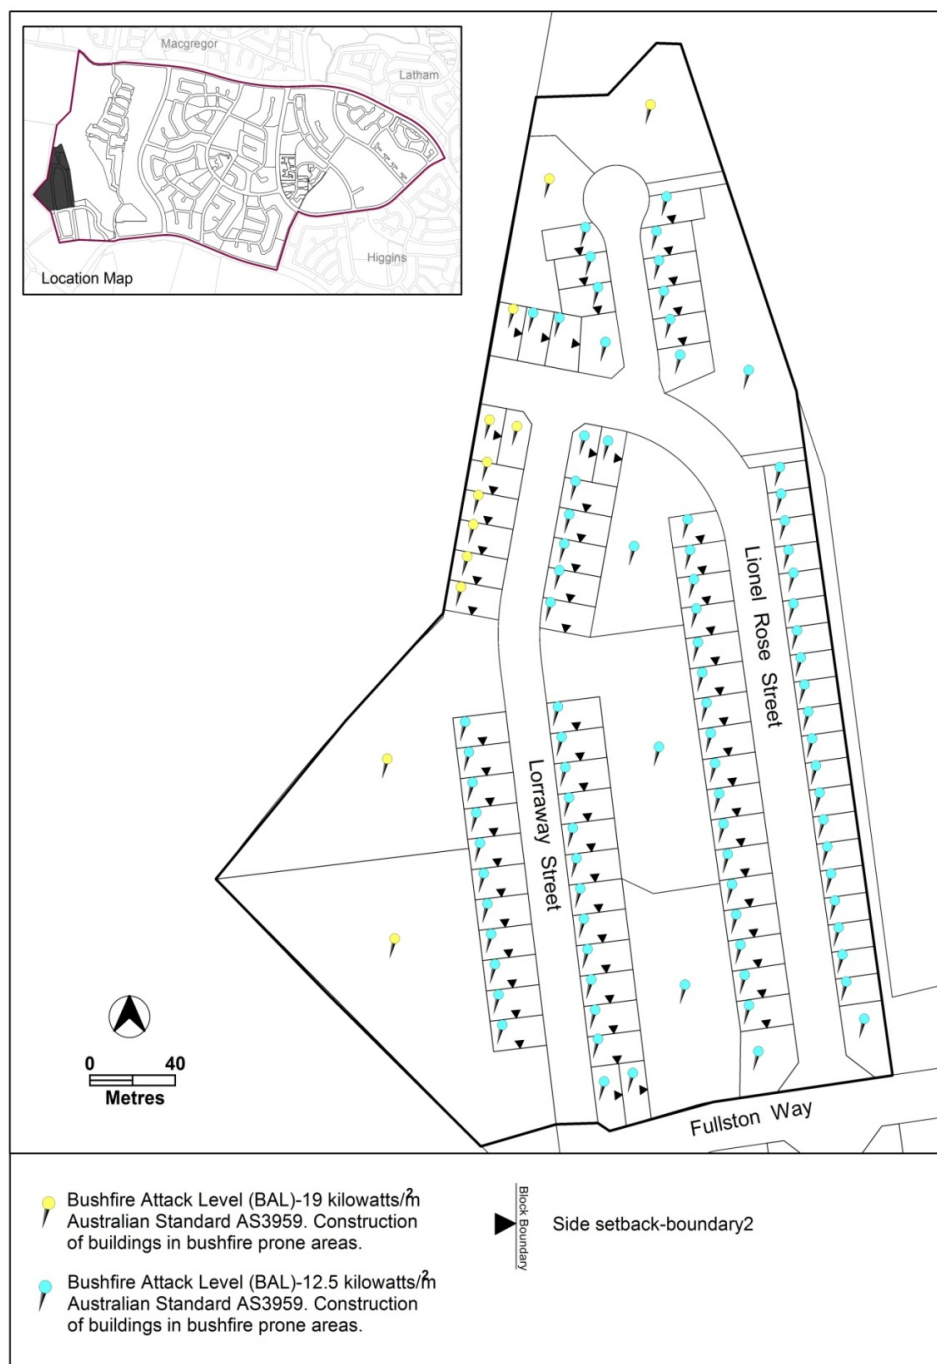 Macgregor
Latham
Higgins
Location Map
Lionel Rose Street
Lorraway Street
Fullston Way
0 40
Metres
Bushfire Attack Level (BAL)-19 kilowatts/m²
Australian Standard AS3959. Construction
of buildings in bushfire prone areas.
Block Boundary
Side setback-boundary2
Bushfire Attack Level (BAL)-12.5 kilowatts/m²
Australian Standard AS3959. Construction
of buildings in bushfire prone areas.